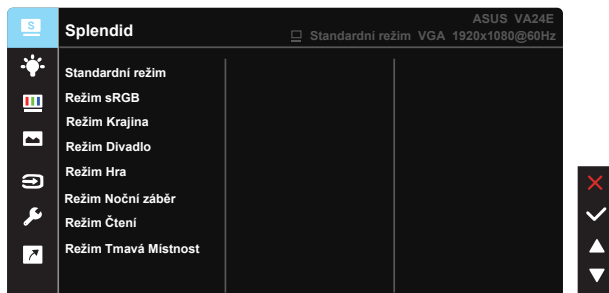 S
Splendid
ASUS VA24E
Standardní režim VGA 1920x1080@60Hz
Standardní režim
Režim sRGB
Režim Krajina
Režim Divadlo
Režim Hra
Režim Noční záběr
Režim Čtení
Režim Tmavá Místnost